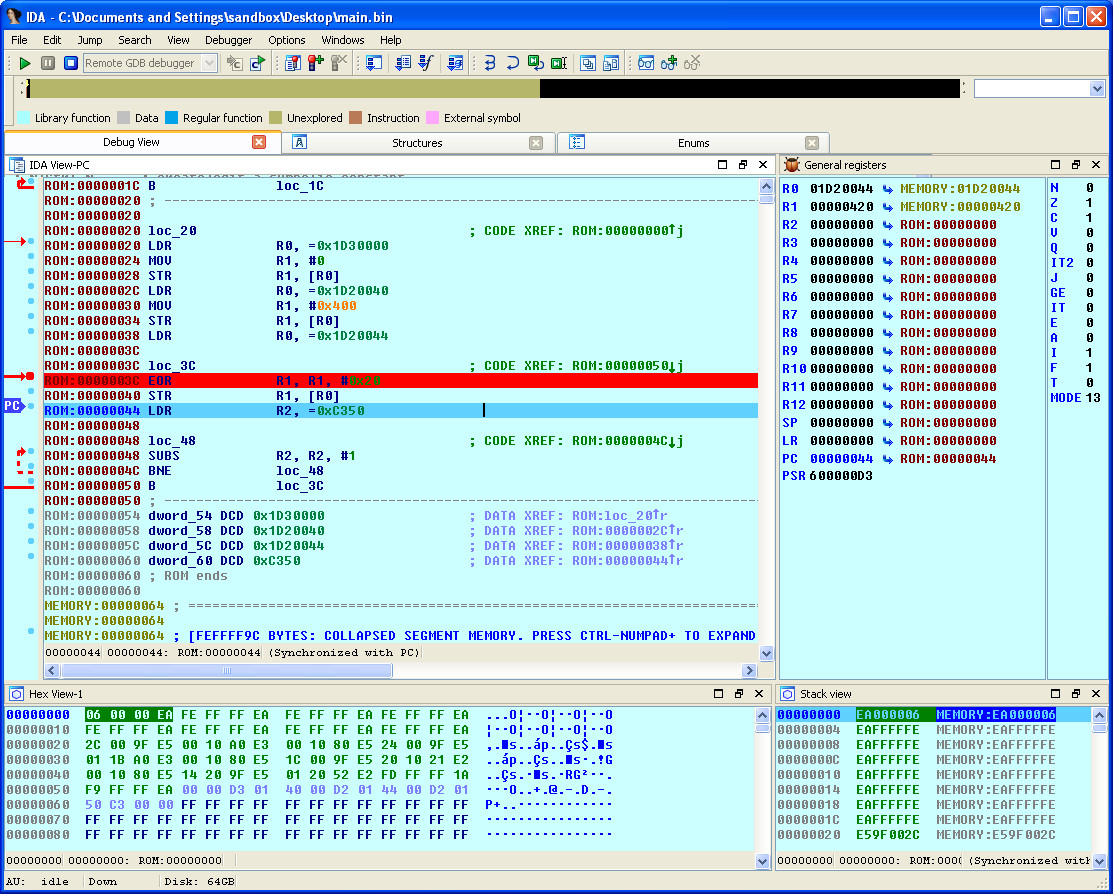 IDA - C:\Documents and Settings\sandbox\Desktop\main.bin
File Edit Jump Search View Debugger Options Windows Help
Remote GDB debugger
Library function Data Regular function Unexplored Instruction External symbol
Debug View Structures Enums
IDA View-PC
ROM:0000001C B loc_1C
ROM:00000020 ; ---------------------------------------------------------------------------
ROM:00000020
ROM:00000020 loc_20 ; CODE XREF: ROM:00000000↑j
ROM:00000020 LDR R0, =0x1D30000
ROM:00000024 MOV R1, #0
ROM:00000028 STR R1, [R0]
ROM:0000002C LDR R0, =0x1D20040
ROM:00000030 MOV R1, #0x400
ROM:00000034 STR R1, [R0]
ROM:00000038 LDR R0, =0x1D20044
ROM:0000003C
ROM:0000003C loc_3C ; CODE XREF: ROM:00000050↓j
ROM:0000003C EOR R1, R1, #0x20
ROM:00000040 STR R1, [R0]
PC
ROM:00000044 LDR R2, =0xC350
ROM:00000048
ROM:00000048 loc_48 ; CODE XREF: ROM:0000004C↓j
ROM:00000048 SUBS R2, R2, #1
ROM:0000004C BNE loc_48
ROM:00000050 B loc_3C
ROM:00000050 ; ---------------------------------------------------------------------------
ROM:00000054 dword_54 DCD 0x1D30000 ; DATA XREF: ROM:loc_20↑r
ROM:00000058 dword_58 DCD 0x1D20040 ; DATA XREF: ROM:0000002C↑r
ROM:0000005C dword_5C DCD 0x1D20044 ; DATA XREF: ROM:00000038↑r
ROM:00000060 dword_60 DCD 0xC350 ; DATA XREF: ROM:00000044↑r
ROM:00000060 ; ROM ends
ROM:00000060
MEMORY:00000064 ; ===========================================================================
MEMORY:00000064
MEMORY:00000064 ; [FEFFFF9C BYTES: COLLAPSED SEGMENT MEMORY. PRESS CTRL-NUMPAD+ TO EXPAND
00000044 00000044: ROM:00000044 (Synchronized with PC)
General registers
R0 01D20044 MEMORY:01D20044
R1 00000420 MEMORY:00000420
R2 00000000 ROM:00000000
R3 00000000 ROM:00000000
R4 00000000 ROM:00000000
R5 00000000 ROM:00000000
R6 00000000 ROM:00000000
R7 00000000 ROM:00000000
R8 00000000 ROM:00000000
R9 00000000 ROM:00000000
R10 00000000 ROM:00000000
R11 00000000 ROM:00000000
R12 00000000 ROM:00000000
SP 00000000 ROM:00000000
LR 00000000 ROM:00000000
PC 00000044 ROM:00000044
PSR 600000D3
N 0
Z 1
C 1
V 0
Q 0
IT2 0
J 0
GE 0
IT 0
E 0
A 0
I 1
F 1
T 0
MODE 13
Hex View-1
00000000 06 00 00 EA FE FF FF EA FE FF FF EA FE FF FF EA
00000010 FE FF FF EA FE FF FF EA FE FF FF EA FE FF FF EA
00000020 2C 00 9F E5 00 10 A0 E3 00 10 80 E5 24 00 9F E5
00000030 01 1B A0 E3 00 10 80 E5 1C 00 9F E5 20 10 21 E2
00000040 00 10 80 E5 14 20 9F E5 01 20 52 E2 FD FF FF 1A
00000050 F9 FF FF EA 00 00 D3 01 40 00 D2 01 44 00 D2 01
00000060 50 C3 00 00 FF FF FF FF FF FF FF FF FF FF FF FF
00000070 FF FF FF FF FF FF FF FF FF FF FF FF FF FF FF FF
00000080 FF FF FF FF FF FF FF FF FF FF FF FF FF FF FF FF
00000000 00000000: ROM:00000000
Stack view
00000000 EA000006 MEMORY:EA000006
00000004 EAFFFFFE MEMORY:EAFFFFFE
00000008 EAFFFFFE MEMORY:EAFFFFFE
0000000C EAFFFFFE MEMORY:EAFFFFFE
00000010 EAFFFFFE MEMORY:EAFFFFFE
00000014 EAFFFFFE MEMORY:EAFFFFFE
00000018 EAFFFFFE MEMORY:EAFFFFFE
0000001C EAFFFFFE MEMORY:EAFFFFFE
00000020 E59F002C MEMORY:E59F002C
00000000 00000000: ROM:0000 (Synchronized with
AU: idle Down Disk: 64GB